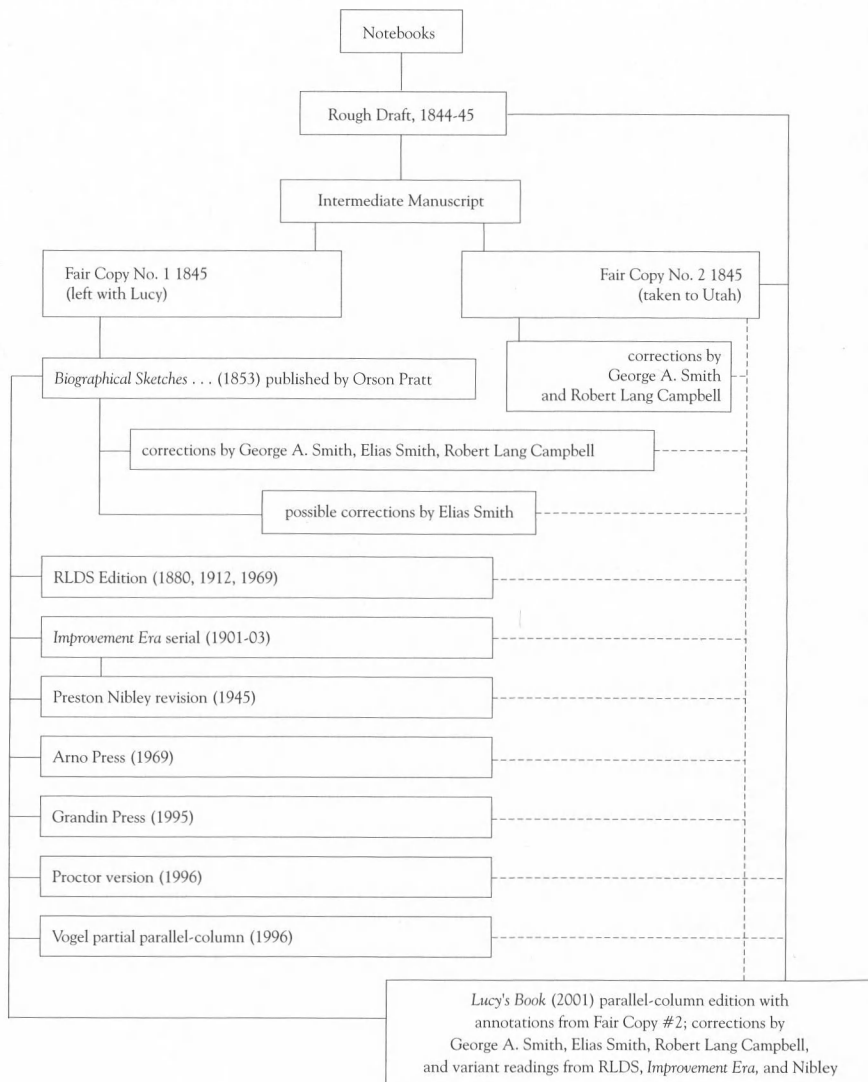 Notebooks
Rough Draft, 1844-45
Intermediate Manuscript
Fair Copy No. 1 1845
(left with Lucy)
Fair Copy No. 2 1845
(taken to Utah)
corrections by
George A. Smith
and Robert Lang Campbell
Biographical Sketches . . . (1853) published by Orson Pratt
corrections by George A. Smith, Elias Smith, Robert Lang Campbell
possible corrections by Elias Smith
RLDS Edition (1880, 1912, 1969)
Improvement Era serial (1901-03)
Preston Nibley revision (1945)
Arno Press (1969)
Grandin Press (1995)
Proctor version (1996)
Vogel partial parallel-column (1996)
Lucy's Book (2001) parallel-column edition with
annotations from Fair Copy #2; corrections by
George A. Smith, Elias Smith, Robert Lang Campbell,
and variant readings from RLDS, Improvement Era, and Nibley